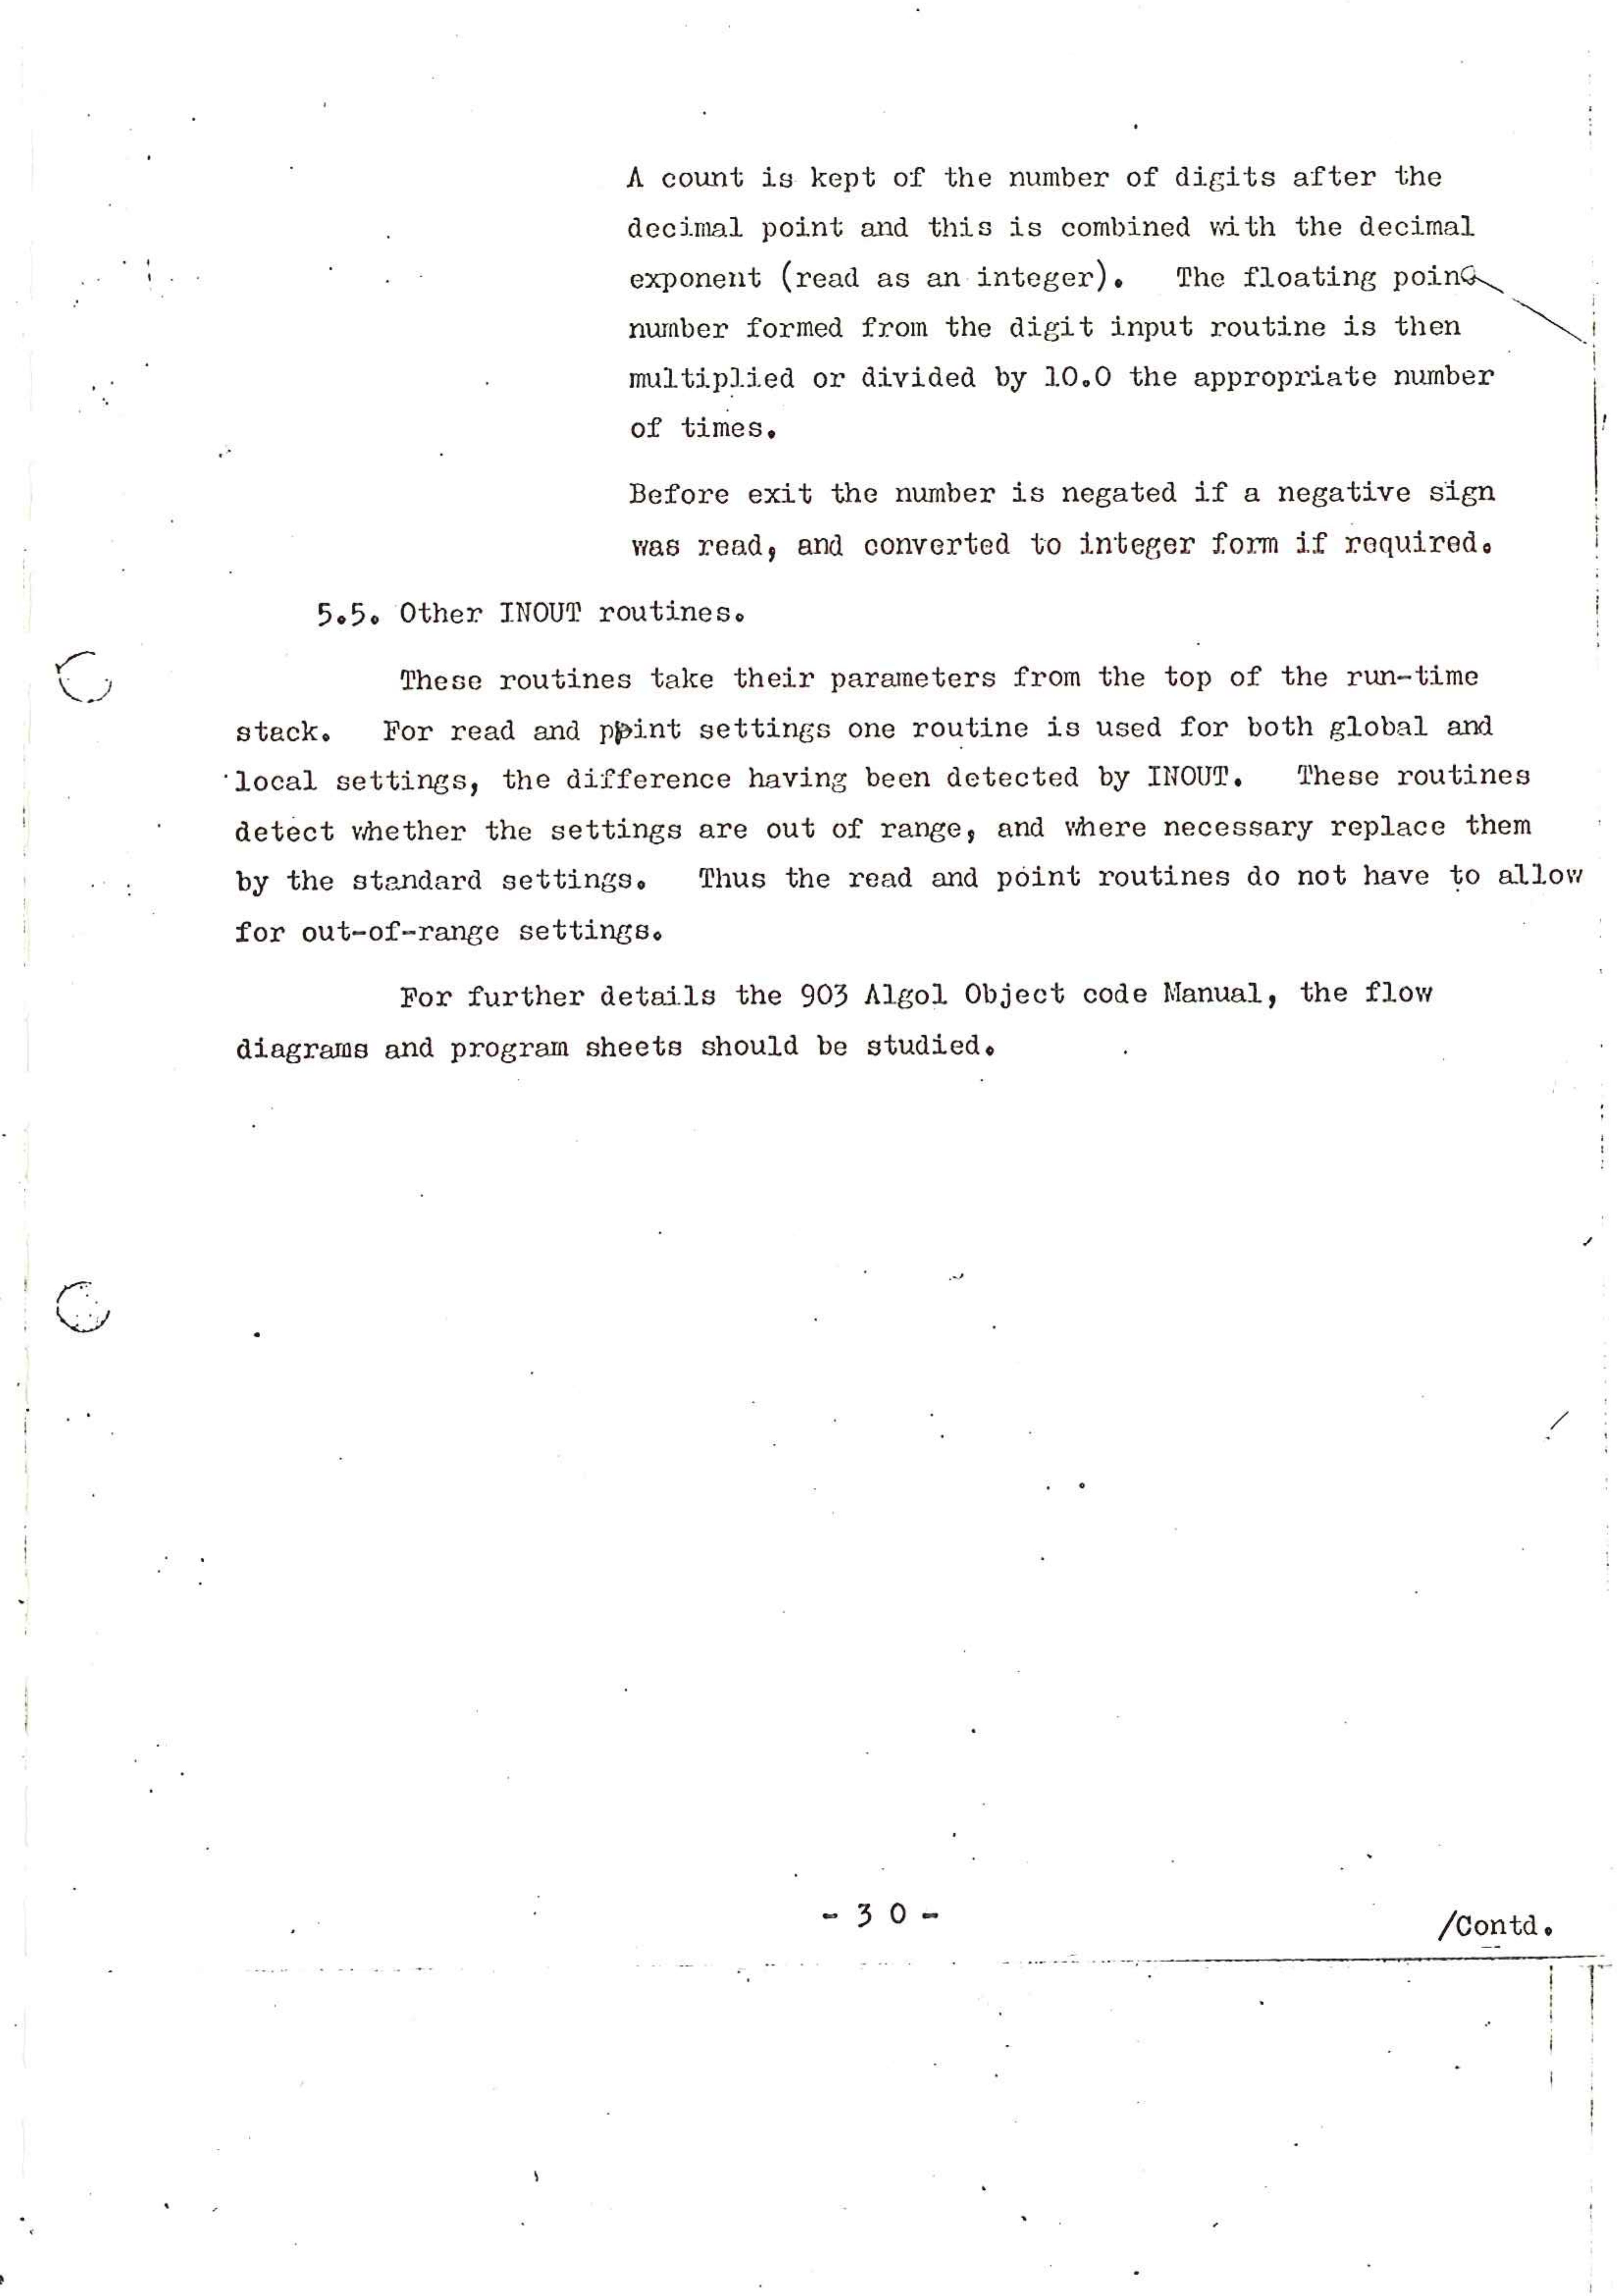 A count is kept of the number of digits after the
decimal point and this is combined with the decimal
exponent (read as an integer). The floating poin
number formed from the digit input routine is then
multiplied or divided by 10.0 the appropriate number
of times.
Before exit the number is negated if a negative sign
was read, and converted to integer form if required.
5.5. Other INOUT routines.
These routines take their parameters from the top of the run-time
stack. For read and settings one routine is used for both global and
local settings, the difference having been detected by INOUT. These routines
detect whether the settings are out of range, and where necessary replace them
by the standard settings. Thus the read and point routines do not have to allow
for out-of-range settings.
For further details the 903 Algol Object code Manual, the flow
diagrams and program sheets should be studied.
- 3 0 -
/Contd.